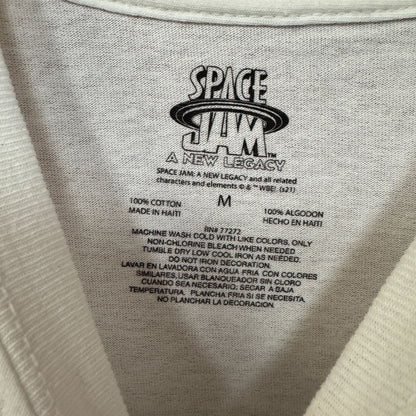 SPACE
JAM™
A NEW LEGACY
SPACE JAM: A NEW LEGACY and all related
characters and elements © & ™ WBEI. (s21)
100% COTTON M 100% ALGODON
MADE IN HAITI HECHO EN HAITI
RN# 77272
MACHINE WASH COLD WITH LIKE COLORS, ONLY
NON-CHLORINE BLEACH WHEN NEEDED
TUMBLE DRY LOW COOL IRON AS NEEDED.
DO NOT IRON DECORATION.
LAVAR EN LAVADORA CON AGUA FRIA CON COLORES
SIMILARES, USAR BLANQUEADOR SIN CLORO
CUANDO SEA NECESARIO. SECAR A BAJA
TEMPERATURA. PLANCHA FRIA SI SE NECESITA.
NO PLANCHAR LA DECORACION.